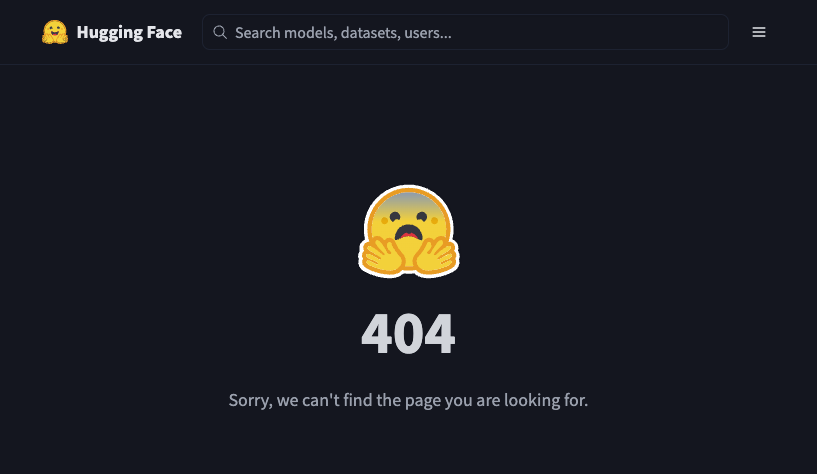 Hugging Face
Search models, datasets, users...
404
Sorry, we can't find the page you are looking for.